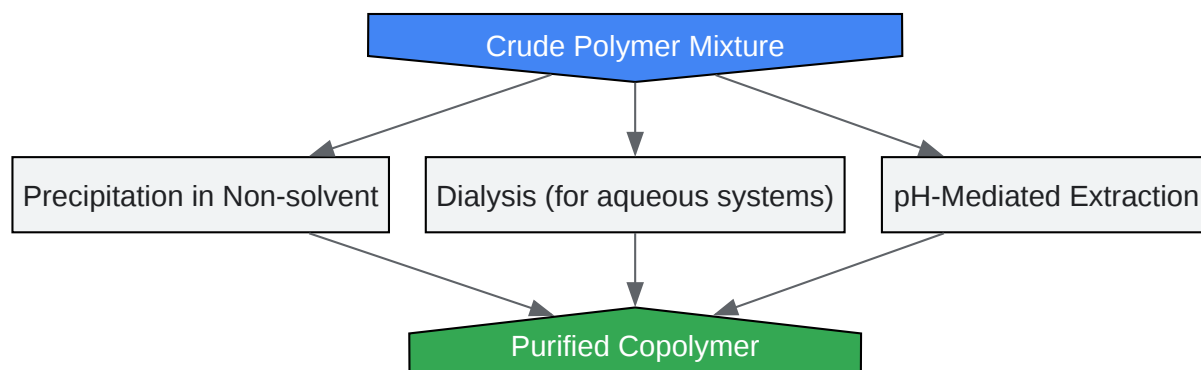 Crude Polymer Mixture
Precipitation in Non-solvent
Dialysis (for aqueous systems)
pH-Mediated Extraction
Purified Copolymer